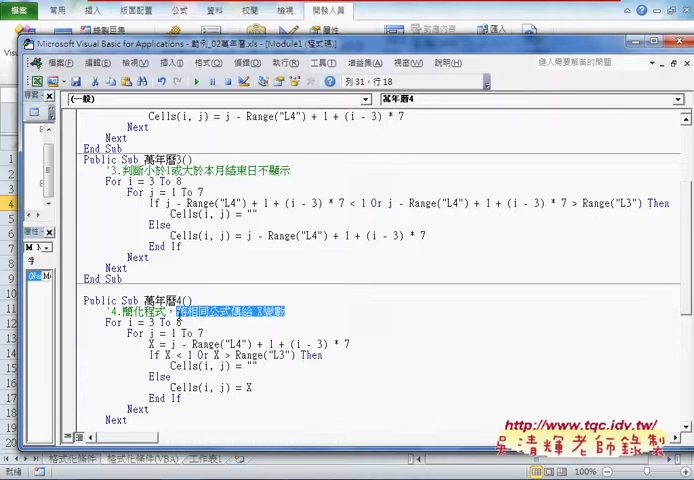 檔案 常用 插入 版面配置 公式 資料 校閱 檢視 開發人員
Microsoft Visual Basic for Applications - 範例_02萬年曆.xls - [Module1 (程式碼)]
檔案(F) 編輯(E) 檢視(V) 插入(I) 格式(O) 偵錯(D) 執行(R) 工具(T) 增益集(A) 視窗(W) 說明(H) 鍵入需要解答的問題
列 31, 行 18
(一般) 萬年曆4
Cells(i, j) = j - Range("L4") + 1 + (i - 3) * 7
Next
Next
End Sub
Public Sub 萬年曆3()
'3.判斷小於1或大於本月結束日不顯示
For i = 3 To 8
For j = 1 To 7
If j - Range("L4") + 1 + (i - 3) * 7 < 1 Or j - Range("L4") + 1 + (i - 3) * 7 > Range("L3") Then
Cells(i, j) = ""
Else
Cells(i, j) = j - Range("L4") + 1 + (i - 3) * 7
End If
Next
Next
End Sub
Public Sub 萬年曆4()
'4.簡化程式，將相同公式傳給 X變數
For i = 3 To 8
For j = 1 To 7
X = j - Range("L4") + 1 + (i - 3) * 7
If X < 1 Or X > Range("L3") Then
Cells(i, j) = ""
Else
Cells(i, j) = X
End If
Next
Next
http://www.tqc.idv.tw/
吳清輝老師錄製
格式化條件 格式化條件(VBA) 工作表1
就緒 100%